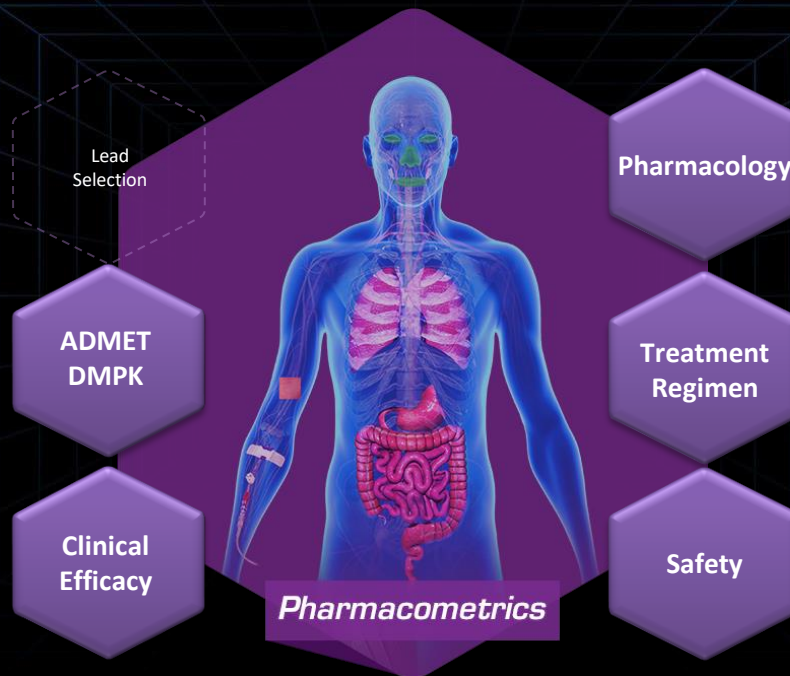 Lead
Selection
Pharmacology
ADMET
DMPK
Treatment
Regimen
Clinical
Efficacy
Safety
Pharmacometrics